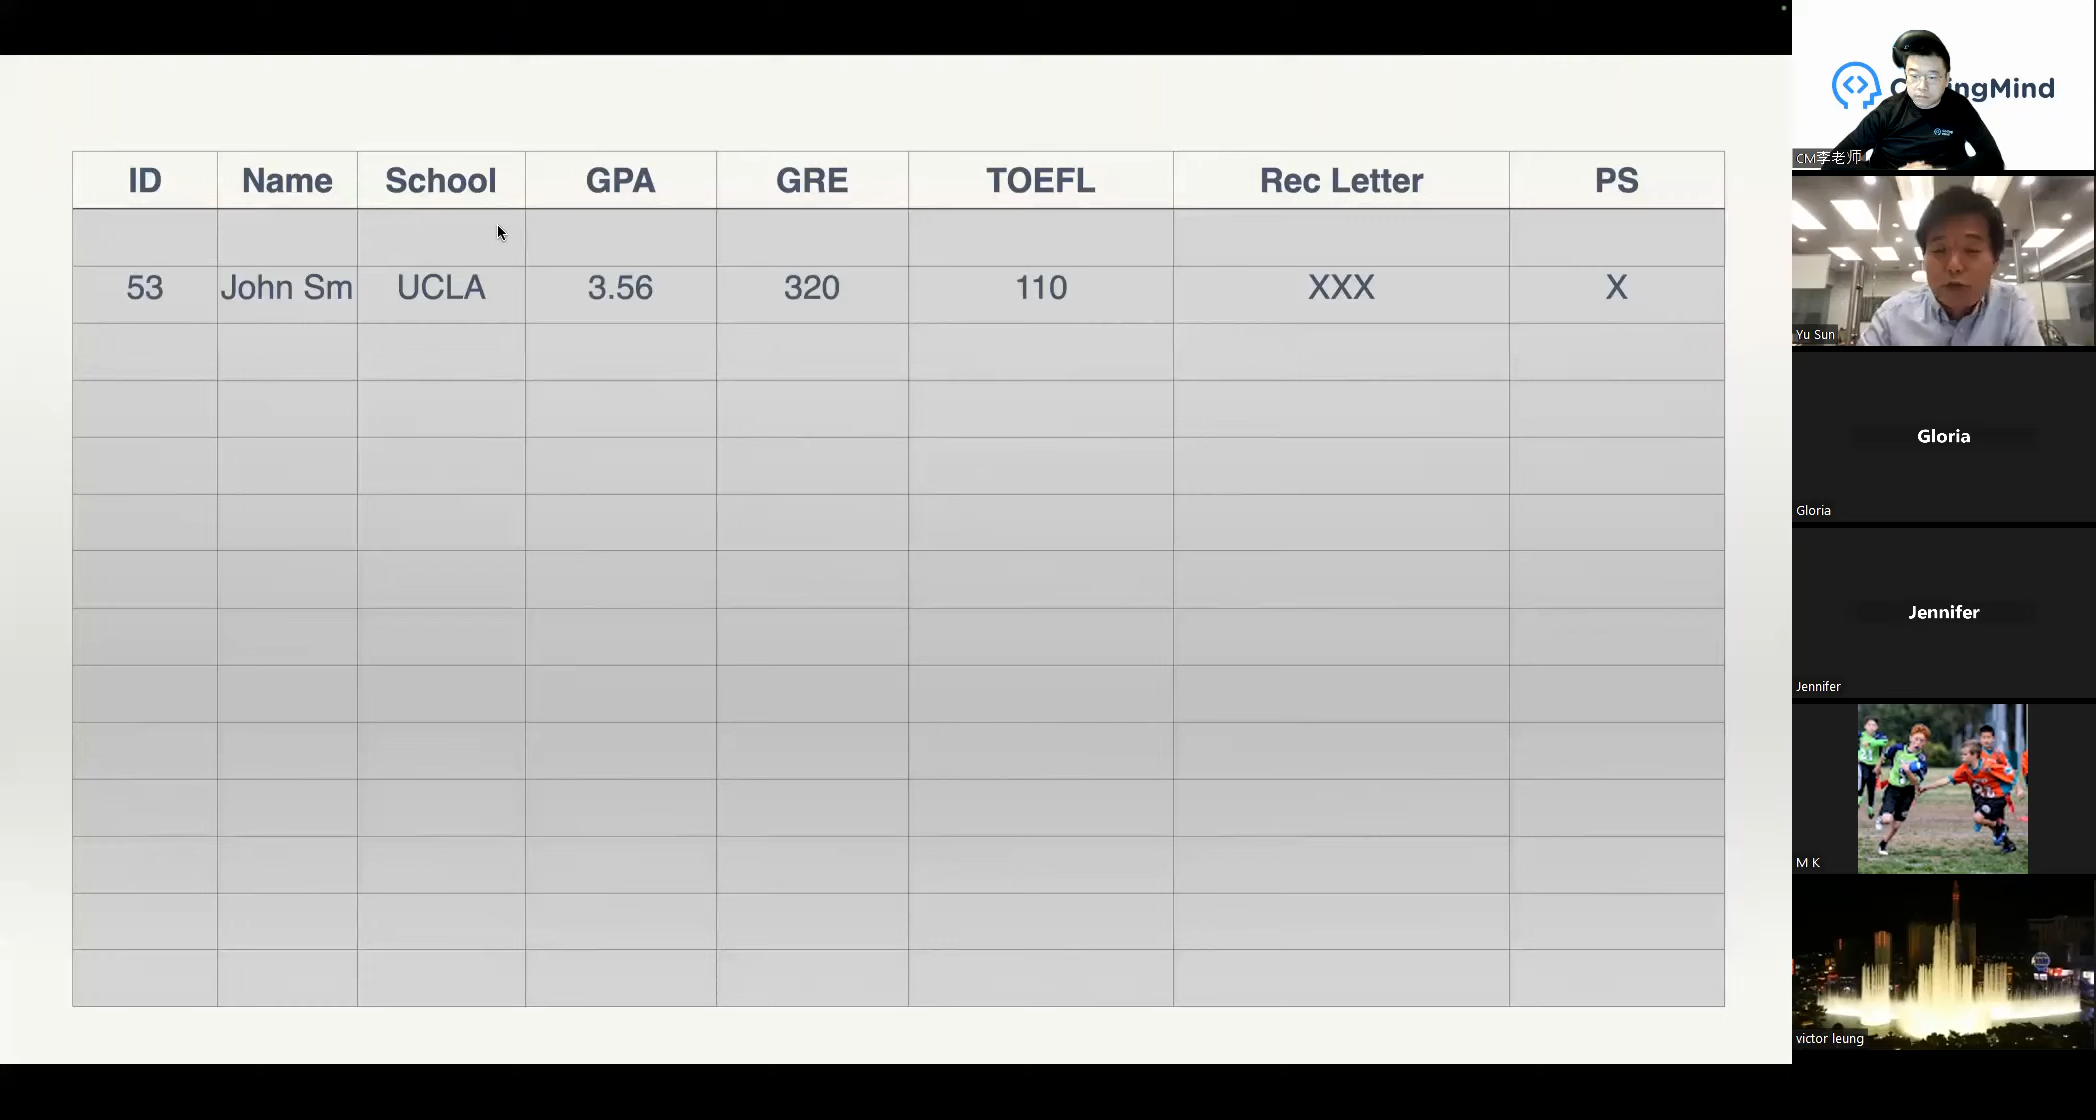 ID Name School GPA GRE TOEFL Rec Letter PS
53 John Sm UCLA 3.56 320 110 XXX X
ngMind
CM李老师
Yu Sun
Gloria
Gloria
Jennifer
Jennifer
M K
victor leung